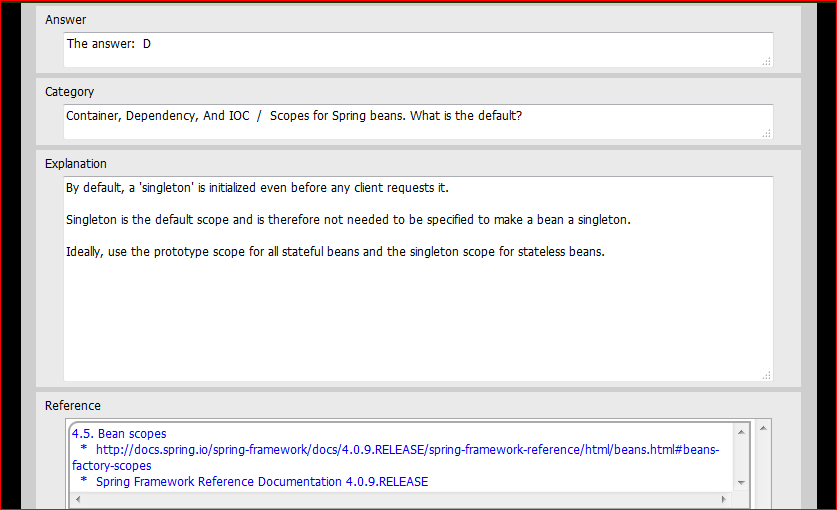 Answer
The answer:  D
Category
Container, Dependency, And IOC  /  Scopes for Spring beans. What is the default?
Explanation
By default, a 'singleton' is initialized even before any client requests it.
Singleton is the default scope and is therefore not needed to be specified to make a bean a singleton.
Ideally, use the prototype scope for all stateful beans and the singleton scope for stateless beans.
Reference
4.5. Bean scopes
*  http://docs.spring.io/spring-framework/docs/4.0.9.RELEASE/spring-framework-reference/html/beans.html#beans-
factory-scopes
*  Spring Framework Reference Documentation 4.0.9.RELEASE